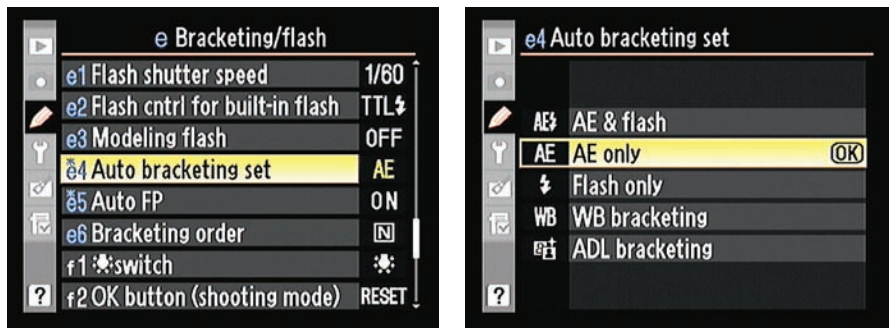 e Bracketing/flash
e1 Flash shutter speed 1/60
e2 Flash cntrl for built-in flash TTL
e3 Modeling flash OFF
e4 Auto bracketing set AE
e5 Auto FP ON
e6 Bracketing order N
f1 switch
f2 OK button (shooting mode) RESET
?
e4 Auto bracketing set
AE AE & flash
AE AE only OK
Flash only
WB WB bracketing
ADL bracketing
?